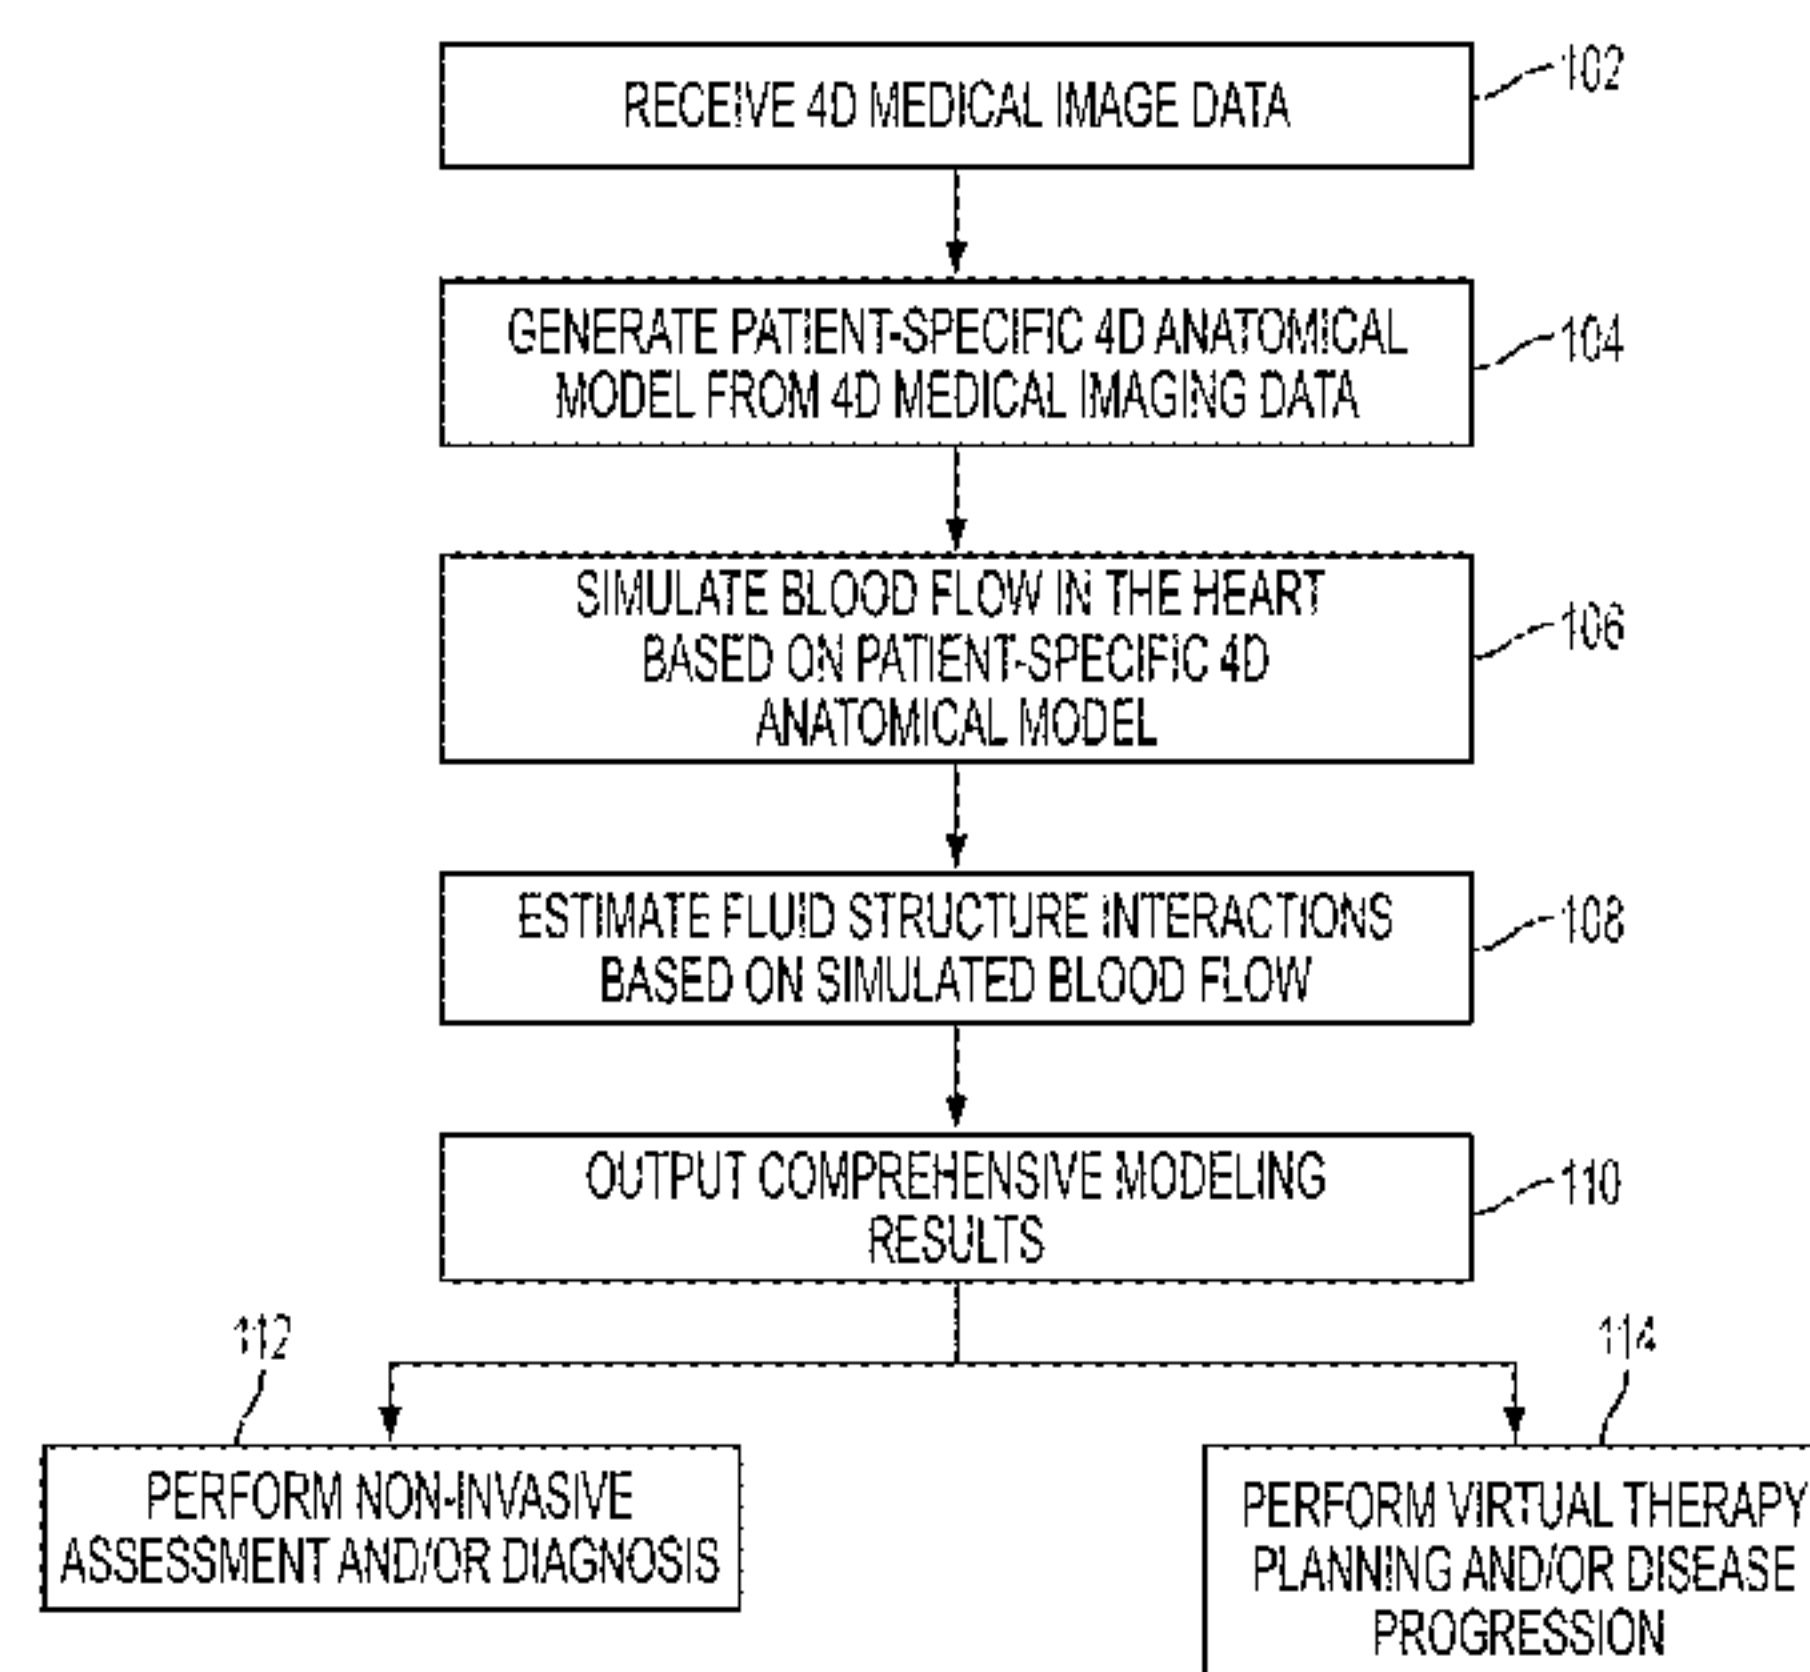 RECEIVE 4D MEDICAL IMAGE DATA
102
GENERATE PATIENT-SPECIFIC 4D ANATOMICAL
MODEL FROM 4D MEDICAL IMAGING DATA
104
SIMULATE BLOOD FLOW IN THE HEART
BASED ON PATIENT-SPECIFIC 4D
ANATOMICAL MODEL
106
ESTIMATE FLUID STRUCTURE INTERACTIONS
BASED ON SIMULATED BLOOD FLOW
108
OUTPUT COMPREHENSIVE MODELING
RESULTS
110
112
PERFORM NON-INVASIVE
ASSESSMENT AND/OR DIAGNOSIS
114
PERFORM VIRTUAL THERAPY
PLANNING AND/OR DISEASE
PROGRESSION